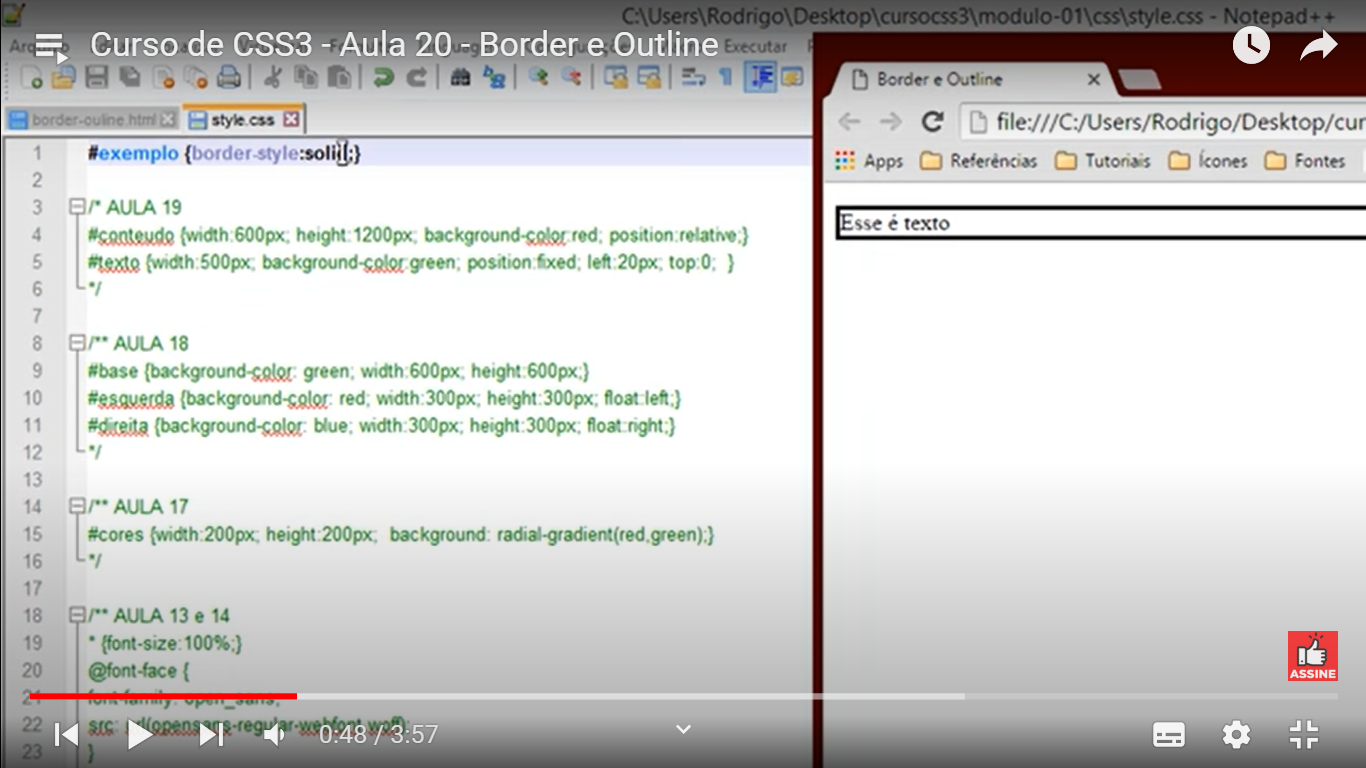 C:\Users\Rodrigo\Desktop\cursocss3\modulo-01\css\style.css - Notepad++
Curso de CSS3 - Aula 20 - Border e Outline
Executar
border-ouline.html
style.css
Border e Outline
file:///C:/Users/Rodrigo/Desktop/cur
Apps Referências Tutoriais Ícones Fontes
1 #exemplo {border-style:solid;}
2
3 /* AULA 19
4 #conteudo {width:600px; height:1200px; background-color:red; position:relative;}
5 #texto {width:500px; background-color:green; position:fixed; left:20px; top:0; }
6 */
7
8 /** AULA 18
9 #base {background-color: green; width:600px; height:600px;}
10 #esquerda {background-color: red; width:300px; height:300px; float:left;}
11 #direita {background-color: blue; width:300px; height:300px; float:right;}
12 */
13
14 /** AULA 17
15 #cores {width:200px; height:200px; background: radial-gradient(red,green);}
16 */
17
18 /** AULA 13 e 14
19 * {font-size:100%;}
20 @font-face {
21 font-family: open_sans;
22 src: url(opensans-regular-webfont.woff);
23 }
Esse é texto
ASSINE
0:48 / 3:57